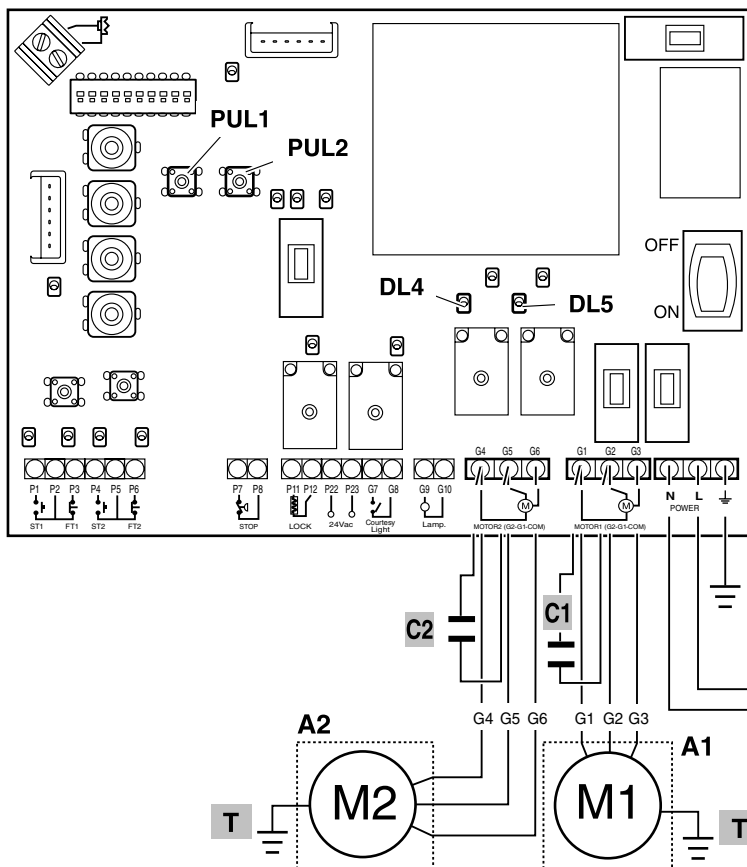 PUL1
PUL2
OFF
DL4
DL5
ON
G4 G5 G6
G1 G2 G3
P1 P2 P3 P4 P5 P6
P7 P8
P11 P12 P22 P23 G7 G8
G9 G10
N L
POWER
ST1 FT1 ST2 FT2
STOP
LOCK
24Vac
Courtesy
Light
Lamp.
M
M
MOTOR2 (G2-G1-COM)
MOTOR1 (G2-G1-COM)
C2
C1
G4 G5 G6
G1 G2 G3
A2
A1
M2
M1
T
T